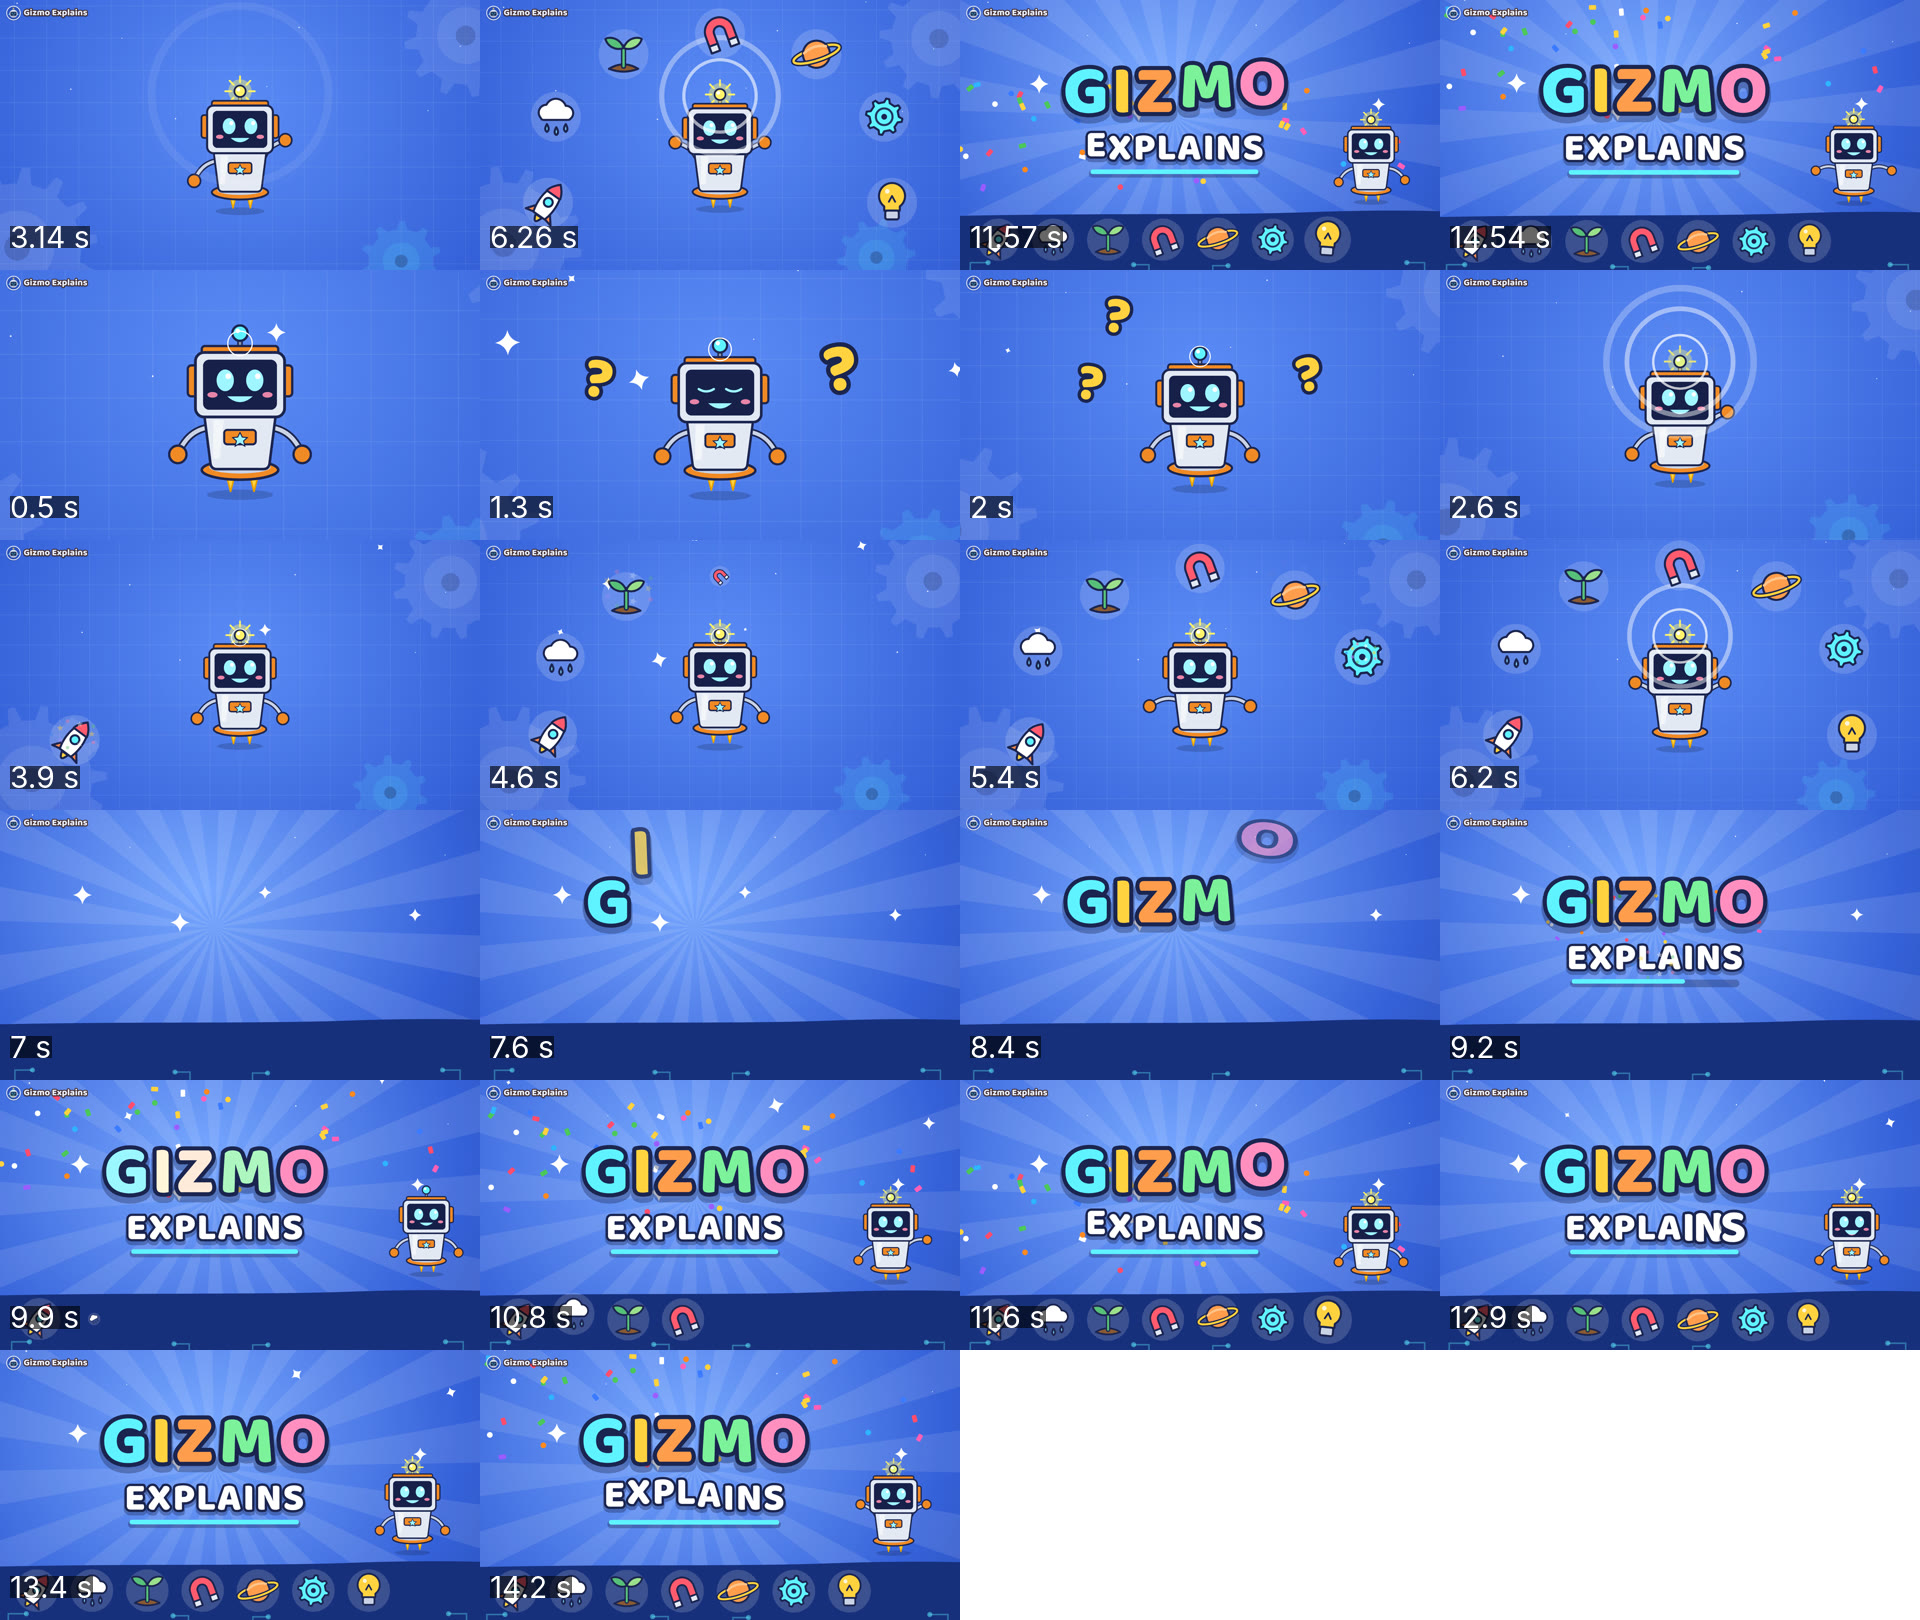 Gizmo Explains
3.14 s
Gizmo Explains
6.26 s
Gizmo Explains
GIZMO
EXPLAINS
11.57 s
Gizmo Explains
GIZMO
EXPLAINS
14.54 s
Gizmo Explains
0.5 s
Gizmo Explains
? ?
1.3 s
Gizmo Explains
?
? ?
2 s
Gizmo Explains
2.6 s
Gizmo Explains
3.9 s
Gizmo Explains
4.6 s
Gizmo Explains
5.4 s
Gizmo Explains
6.2 s
Gizmo Explains
7 s
Gizmo Explains
GI
7.6 s
Gizmo Explains
GIZMO
8.4 s
Gizmo Explains
GIZMO
EXPLAINS
9.2 s
Gizmo Explains
GIZMO
EXPLAINS
9.9 s
Gizmo Explains
GIZMO
EXPLAINS
10.8 s
Gizmo Explains
GIZMO
EXPLAINS
11.6 s
Gizmo Explains
GIZMO
EXPLAINS
12.9 s
Gizmo Explains
GIZMO
EXPLAINS
13.4 s
Gizmo Explains
GIZMO
EXPLAINS
14.2 s